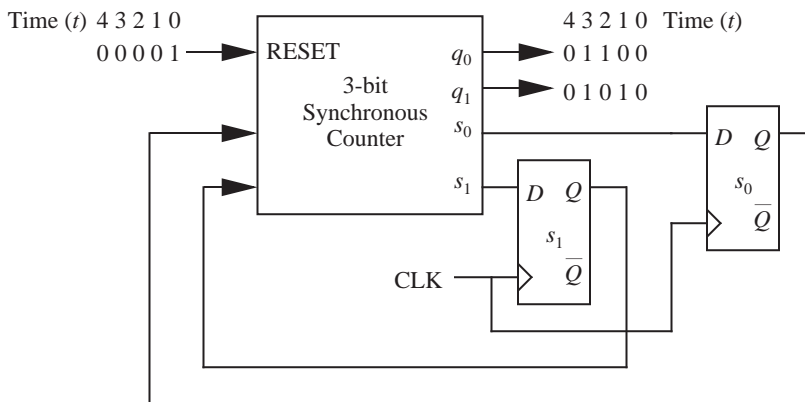 Time (t) 4 3 2 1 0
0 0 0 0 1
RESET
3-bit
Synchronous
Counter
q0
q1
s0
s1
4 3 2 1 0 Time (t)
0 1 1 0 0
0 1 0 1 0
D Q
s0
Q̅
D Q
s1
Q̅
CLK